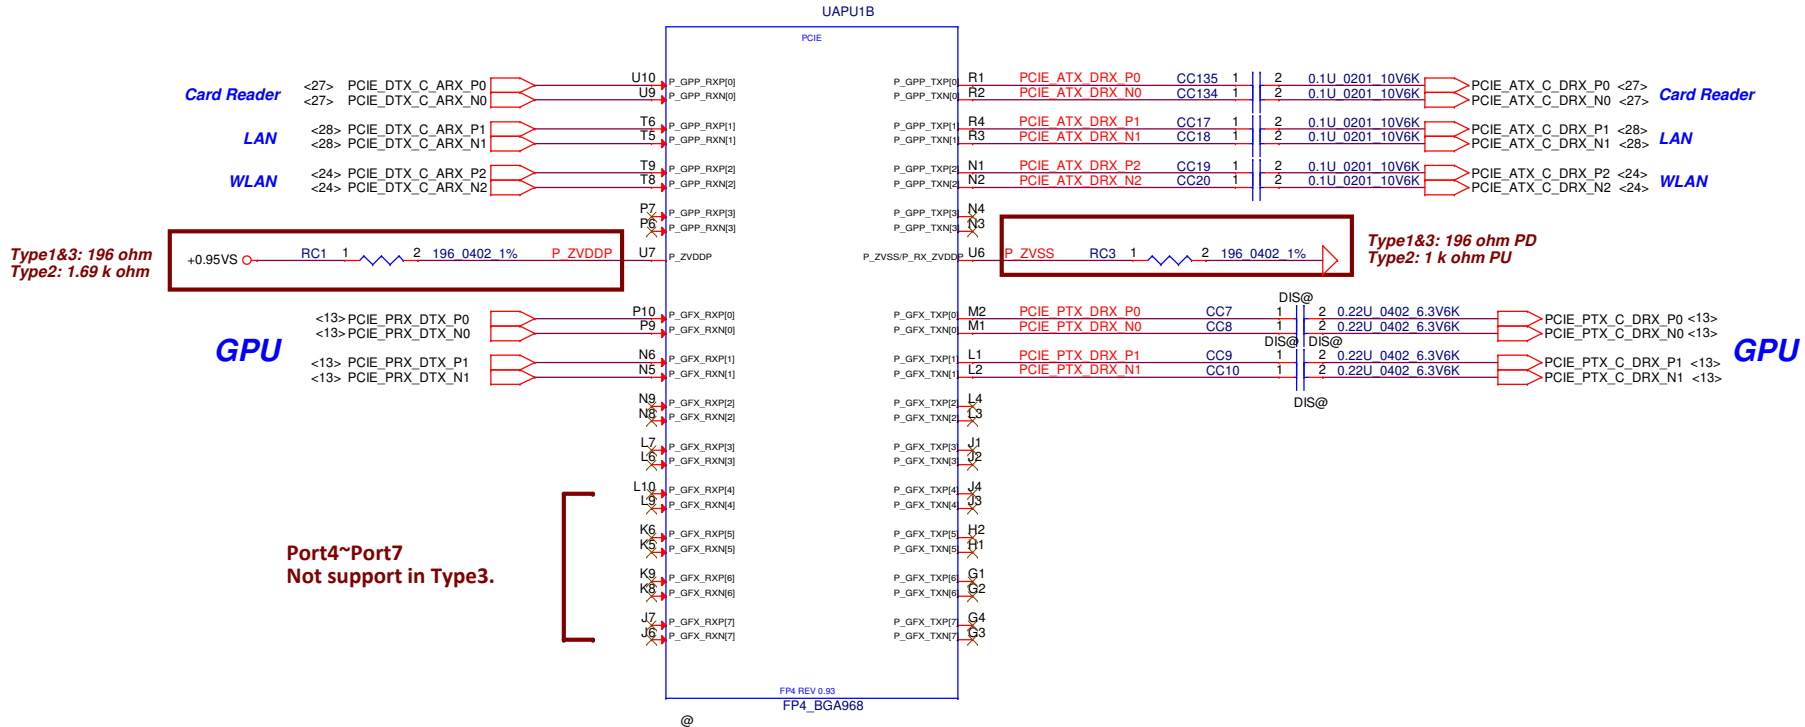 UAPU1B
PCIE
Card Reader <27> PCIE_DTX_C_ARX_P0 U10 P_GPP_RXP[0] P_GPP_TXP[0] R1 PCIE_ATX_DRX_P0 CC135 1 2 0.1U_0201_10V6K PCIE_ATX_C_DRX_P0 <27> Card Reader
<27> PCIE_DTX_C_ARX_N0 U9 P_GPP_RXN[0] P_GPP_TXN[0] R2 PCIE_ATX_DRX_N0 CC134 1 2 0.1U_0201_10V6K PCIE_ATX_C_DRX_N0 <27>
LAN <28> PCIE_DTX_C_ARX_P1 T6 P_GPP_RXP[1] P_GPP_TXP[1] R4 PCIE_ATX_DRX_P1 CC17 1 2 0.1U_0201_10V6K PCIE_ATX_C_DRX_P1 <28> LAN
<28> PCIE_DTX_C_ARX_N1 T5 P_GPP_RXN[1] P_GPP_TXN[1] R3 PCIE_ATX_DRX_N1 CC18 1 2 0.1U_0201_10V6K PCIE_ATX_C_DRX_N1 <28>
WLAN <24> PCIE_DTX_C_ARX_P2 T9 P_GPP_RXP[2] P_GPP_TXP[2] N1 PCIE_ATX_DRX_P2 CC19 1 2 0.1U_0201_10V6K PCIE_ATX_C_DRX_P2 <24> WLAN
<24> PCIE_DTX_C_ARX_N2 T8 P_GPP_RXN[2] P_GPP_TXN[2] N2 PCIE_ATX_DRX_N2 CC20 1 2 0.1U_0201_10V6K PCIE_ATX_C_DRX_N2 <24>
P7 P_GPP_RXP[3] P_GPP_TXP[3] N4
P6 P_GPP_RXN[3] P_GPP_TXN[3] N3
Type1&3: 196 ohm
Type2: 1.69 k ohm
+0.95VS RC1 1 2 196_0402_1% P_ZVDDP U7 P_ZVDDP P_ZVSS/P_RX_ZVDDP U6 P_ZVSS RC3 1 2 196_0402_1%
Type1&3: 196 ohm PD
Type2: 1 k ohm PU
DIS@
GPU <13> PCIE_PRX_DTX_P0 P10 P_GFX_RXP[0] P_GFX_TXP[0] M2 PCIE_PTX_DRX_P0 CC7 1 2 0.22U_0402_6.3V6K PCIE_PTX_C_DRX_P0 <13> GPU
<13> PCIE_PRX_DTX_N0 P9 P_GFX_RXN[0] P_GFX_TXN[0] M1 PCIE_PTX_DRX_N0 CC8 1 2 0.22U_0402_6.3V6K PCIE_PTX_C_DRX_N0 <13>
DIS@ DIS@
<13> PCIE_PRX_DTX_P1 N6 P_GFX_RXP[1] P_GFX_TXP[1] L1 PCIE_PTX_DRX_P1 CC9 1 2 0.22U_0402_6.3V6K PCIE_PTX_C_DRX_P1 <13>
<13> PCIE_PRX_DTX_N1 N5 P_GFX_RXN[1] P_GFX_TXN[1] L2 PCIE_PTX_DRX_N1 CC10 1 2 0.22U_0402_6.3V6K PCIE_PTX_C_DRX_N1 <13>
DIS@
N9 P_GFX_RXP[2] P_GFX_TXP[2] L4
N8 P_GFX_RXN[2] P_GFX_TXN[2] L3
L7 P_GFX_RXP[3] P_GFX_TXP[3] J1
L6 P_GFX_RXN[3] P_GFX_TXN[3] J2
L10 P_GFX_RXP[4] P_GFX_TXP[4] J4
L9 P_GFX_RXN[4] P_GFX_TXN[4] J3
K6 P_GFX_RXP[5] P_GFX_TXP[5] H2
K5 P_GFX_RXN[5] P_GFX_TXN[5] H1
Port4~Port7
Not support in Type3.
K9 P_GFX_RXP[6] P_GFX_TXP[6] G1
K8 P_GFX_RXN[6] P_GFX_TXN[6] G2
J7 P_GFX_RXP[7] P_GFX_TXP[7] G4
J6 P_GFX_RXN[7] P_GFX_TXN[7] G3
FP4 REV 0.93
FP4_BGA968
@